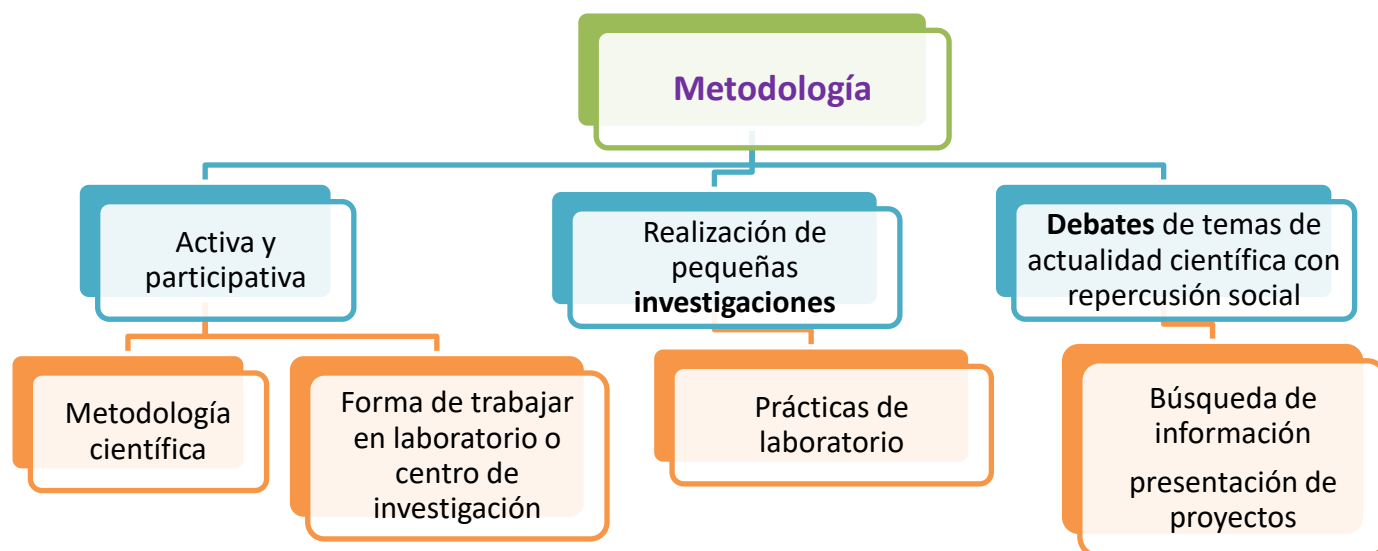 Metodología
Activa y
participativa
Realización de
pequeñas
investigaciones
Debates de temas de
actualidad científica con
repercusión social
Metodología
científica
Forma de trabajar
en laboratorio o
centro de
investigación
Prácticas de
laboratorio
Búsqueda de
información
presentación de
proyectos